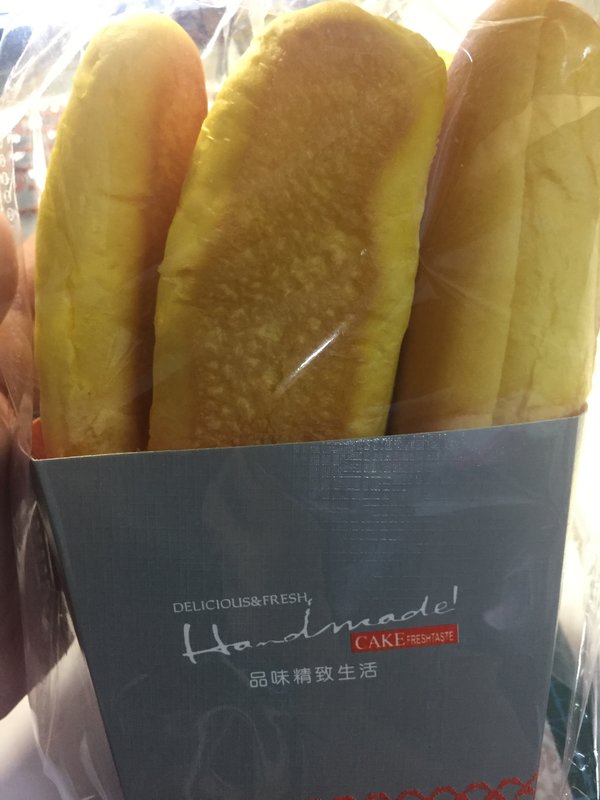 DELICIOUS&FRESH
Handmade!
CAKE FRESHTASTE
品味精致生活